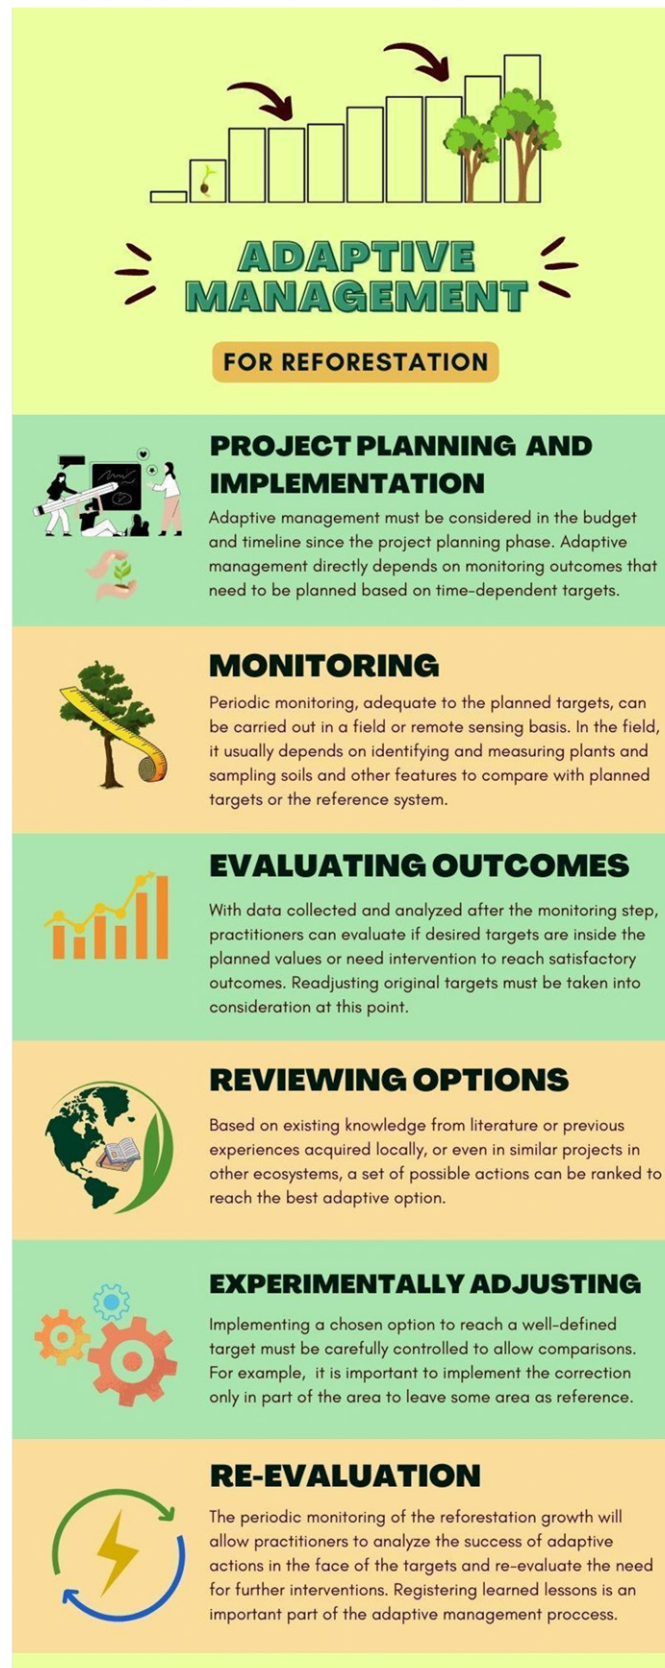 ADAPTIVE
MANAGEMENT
FOR REFORESTATION
PROJECT PLANNING AND
IMPLEMENTATION
Adaptive management must be considered in the budget
and timeline since the project planning phase. Adaptive
management directly depends on monitoring outcomes that
need to be planned based on time-dependent targets.
MONITORING
Periodic monitoring, adequate to the planned targets, can
be carried out in a field or remote sensing basis. In the field,
it usually depends on identifying and measuring plants and
sampling soils and other features to compare with planned
targets or the reference system.
EVALUATING OUTCOMES
With data collected and analyzed after the monitoring step,
practitioners can evaluate if desired targets are inside the
planned values or need intervention to reach satisfactory
outcomes. Readjusting original targets must be taken into
consideration at this point.
REVIEWING OPTIONS
Based on existing knowledge from literature or previous
experiences acquired locally, or even in similar projects in
other ecosystems, a set of possible actions can be ranked to
reach the best adaptive option.
EXPERIMENTALLY ADJUSTING
Implementing a chosen option to reach a well-defined
target must be carefully controlled to allow comparisons.
For example, it is important to implement the correction
only in part of the area to leave some area as reference.
RE-EVALUATION
The periodic monitoring of the reforestation growth will
allow practitioners to analyze the success of adaptive
actions in the face of the targets and re-evaluate the need
for further interventions. Registering learned lessons is an
important part of the adaptive management proccess.